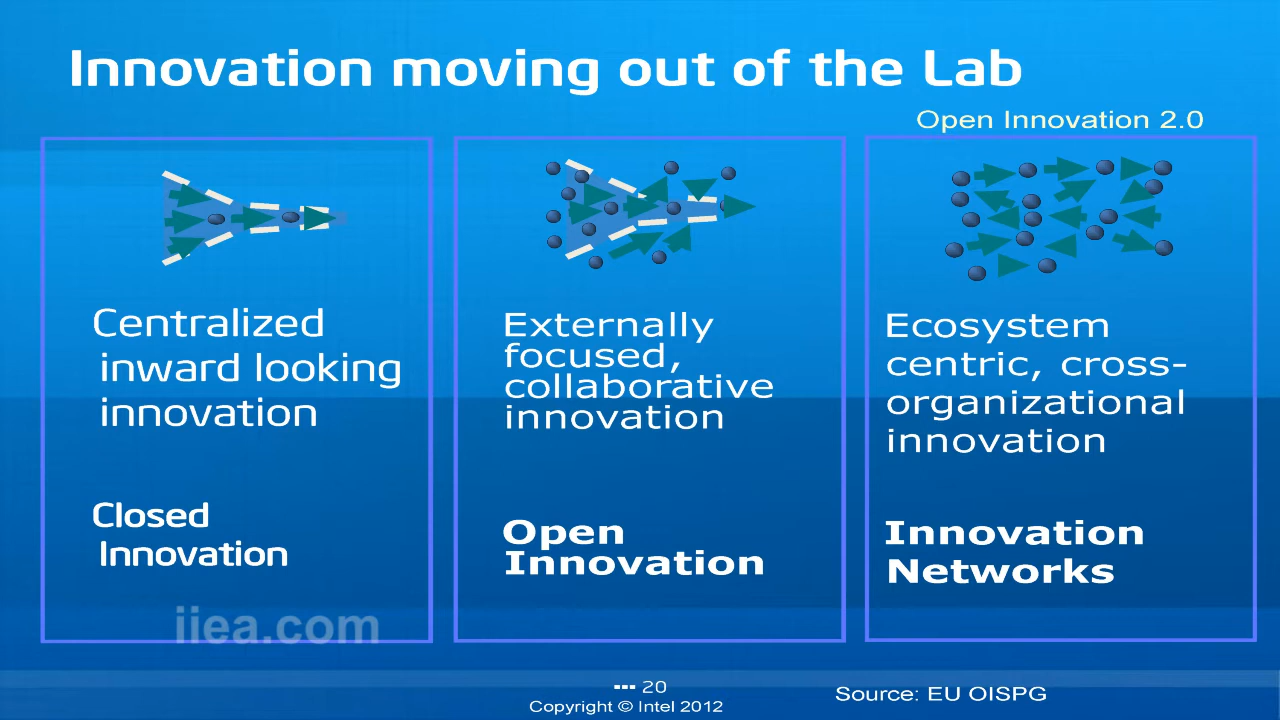 Innovation moving out of the Lab
Open Innovation 2.0
Centralized
inward looking
innovation
Closed
Innovation
Externally
focused,
collaborative
innovation
Open
Innovation
Ecosystem
centric, cross-
organizational
innovation
Innovation
Networks
iiea.com
20
Copyright © Intel 2012
Source: EU OISPG